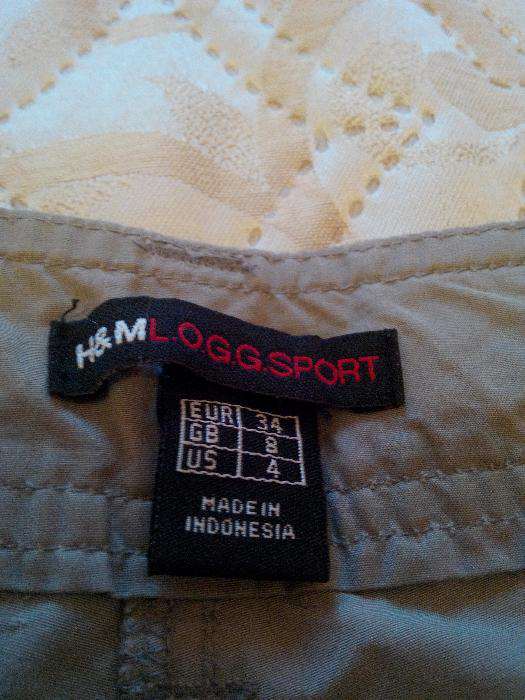 H&M L.O.G.G.SPORT
EUR 34
GB 8
US 4
MADE IN
INDONESIA